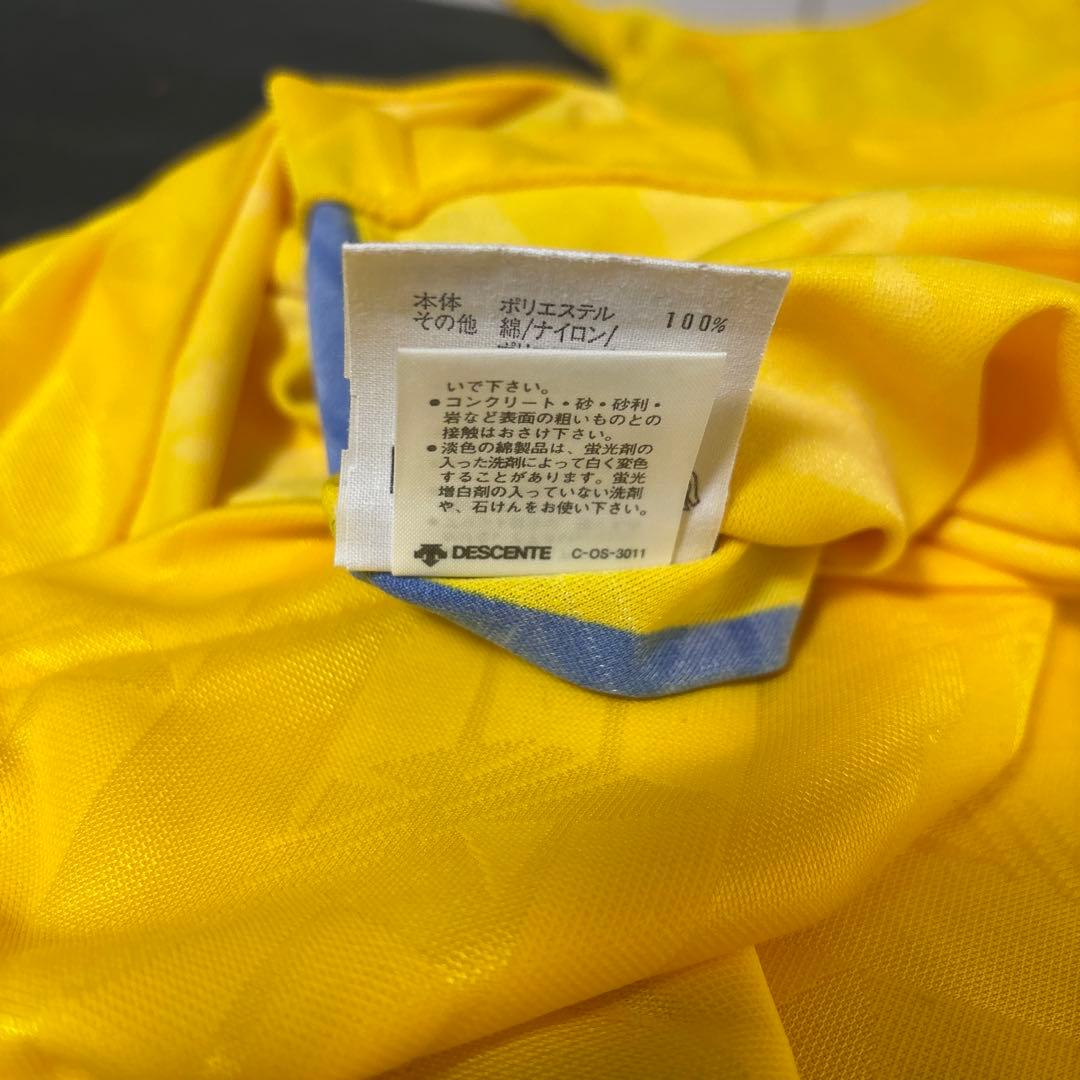 本体 ポリエステル 100%
その他 綿/ナイロン/
いで下さい。
●コンクリート・砂・砂利・
岩など表面の粗いものとの
接触はおさけ下さい。
●淡色の綿製品は、蛍光剤の
入った洗剤によって白く変色
することがあります。蛍光
増白剤の入っていない洗剤
や、石けんをお使い下さい。
DESCENTE C-OS-3011